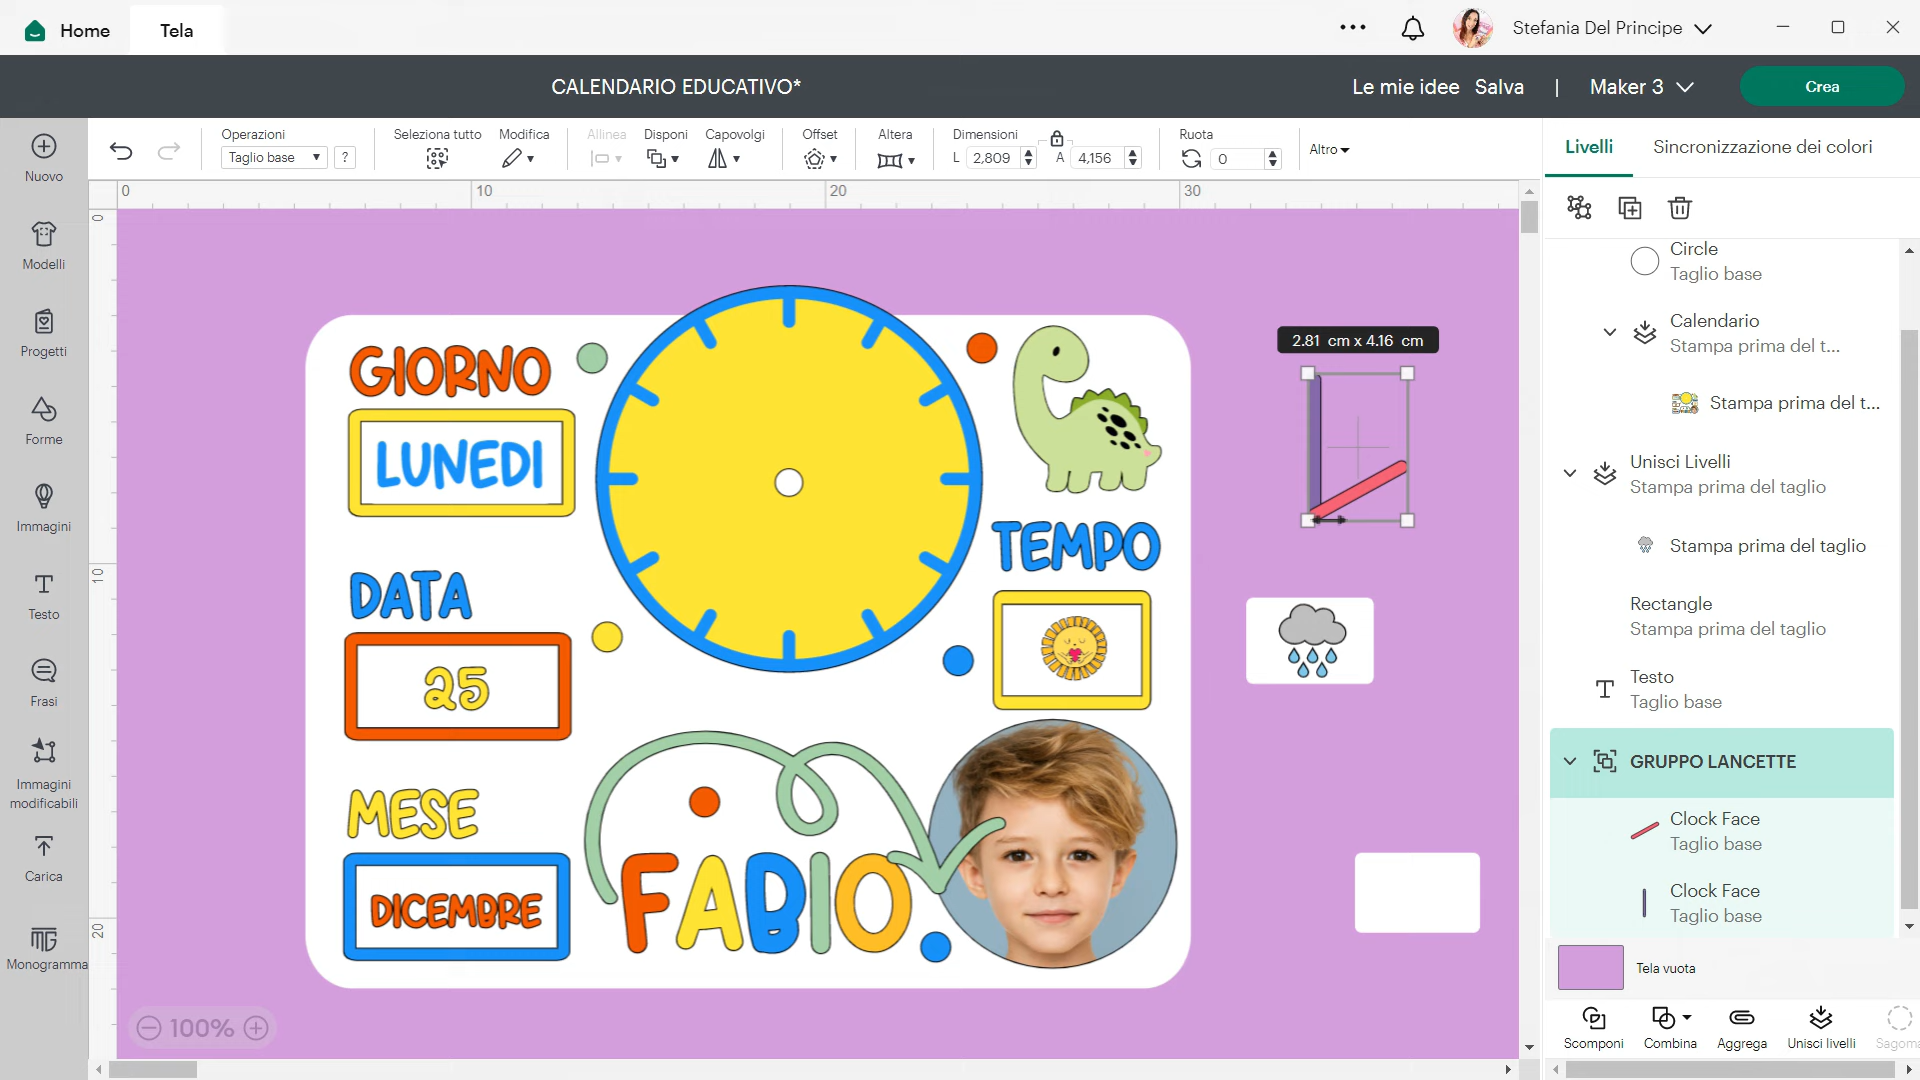 Home
Tela
Stefania Del Principe
CALENDARIO EDUCATIVO*
Le mie idee
Salva
|
Maker 3
Crea
Operazioni
Taglio base
?
Seleziona tutto
Modifica
Allinea
Disponi
Capovolgi
Offset
Altera
Dimensioni
L 2,809
A 4,156
Ruota
0
Altro
Livelli
Sincronizzazione dei colori
Nuovo
Modelli
Progetti
Forme
Immagini
Testo
Frasi
Immagini
modificabili
Carica
Monogramma
0
10
20
30
0
10
20
GIORNO
LUNEDI
DATA
25
MESE
DICEMBRE
TEMPO
FABIO
2.81 cm x 4.16 cm
100%
Circle
Taglio base
Calendario
Stampa prima del t...
Stampa prima del t...
Unisci Livelli
Stampa prima del taglio
Stampa prima del taglio
Rectangle
Stampa prima del taglio
Testo
Taglio base
GRUPPO LANCETTE
Clock Face
Taglio base
Clock Face
Taglio base
Tela vuota
Scomponi
Combina
Aggrega
Unisci livelli
Sagoma